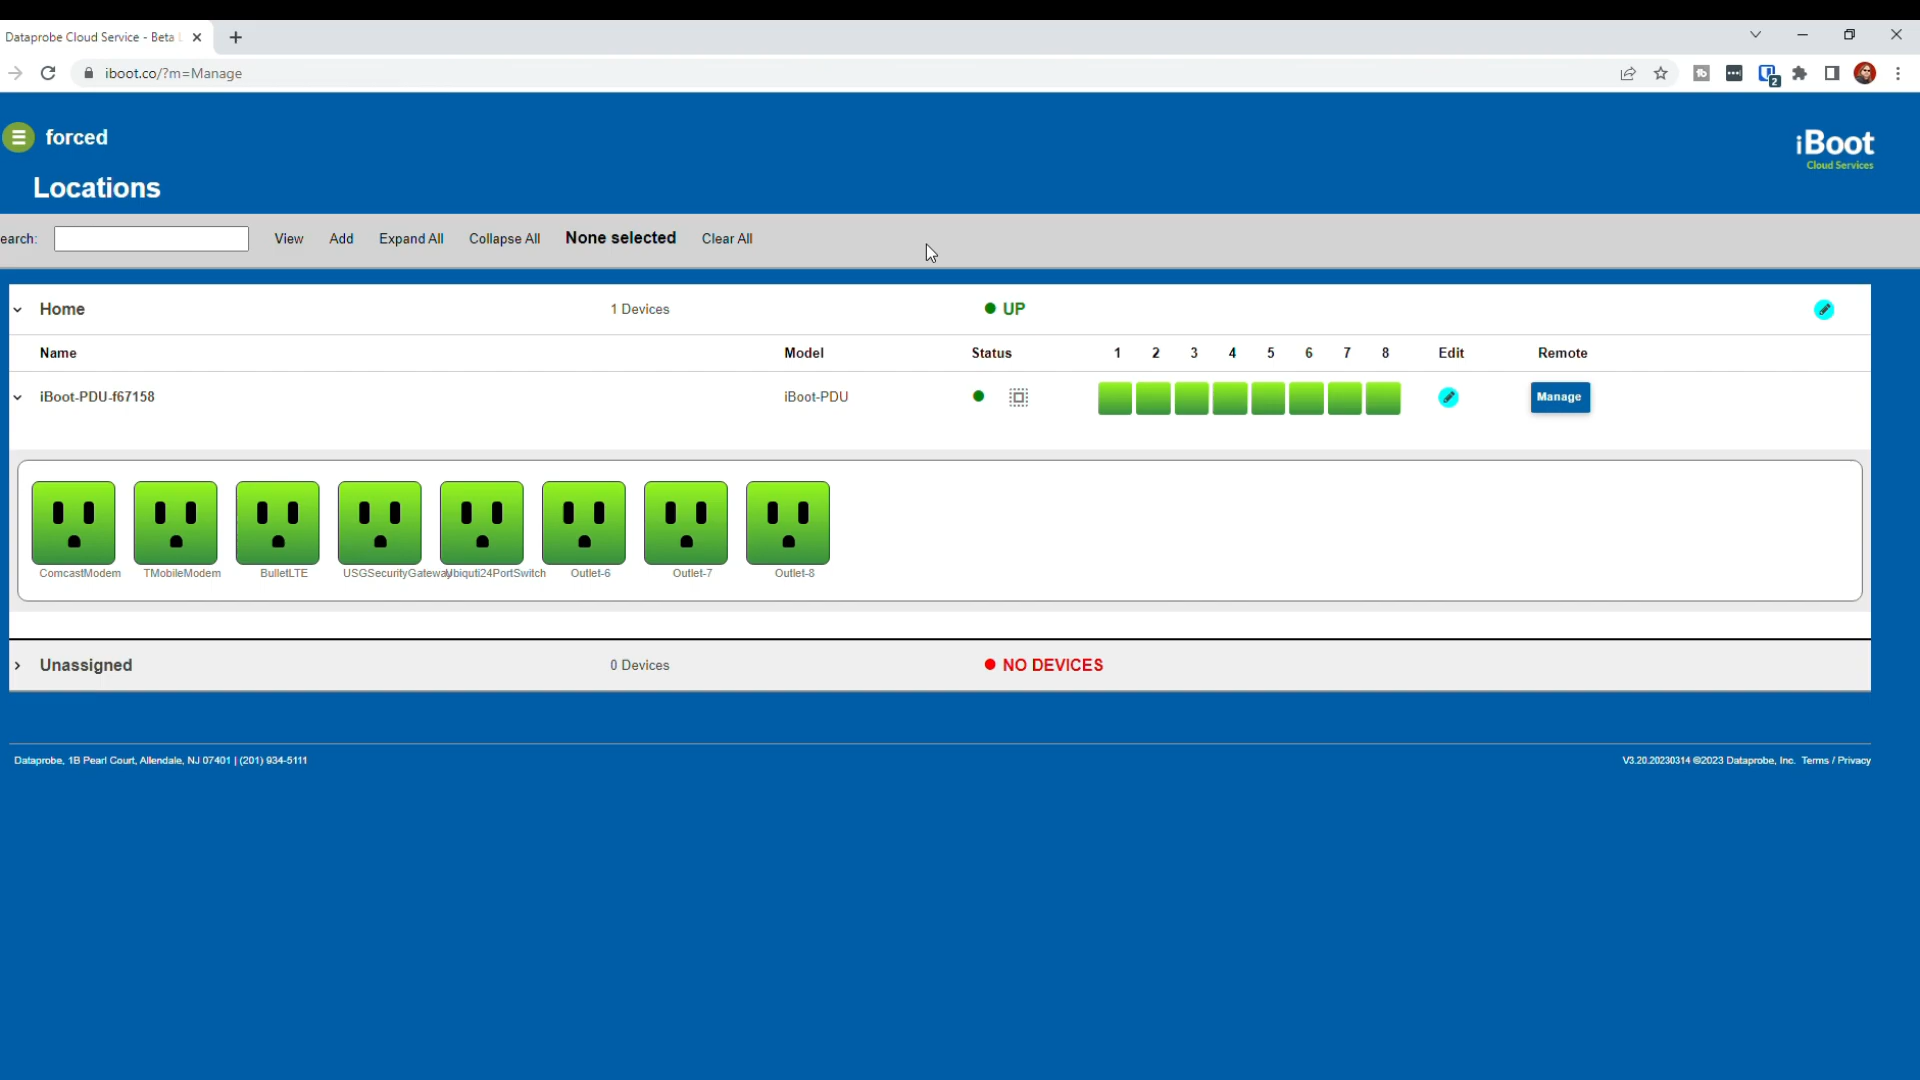 Dataprobe Cloud Service - Beta
iboot.co/?m=Manage
2
forced
iBoot
Cloud Services
Locations
earch:
View Add Expand All Collapse All None selected Clear All
Home 1 Devices UP
Name Model Status 1 2 3 4 5 6 7 8 Edit Remote
iBoot-PDU-f67158 iBoot-PDU Manage
ComcastModem TMobileModem BulletLTE USGSecurityGateway Ubiquti24PortSwitch Outlet-6 Outlet-7 Outlet-8
Unassigned 0 Devices NO DEVICES
Dataprobe, 1B Pearl Court, Allendale, NJ 07401 | (201) 934-5111 V3.20.20230314 ©2023 Dataprobe, Inc. Terms / Privacy